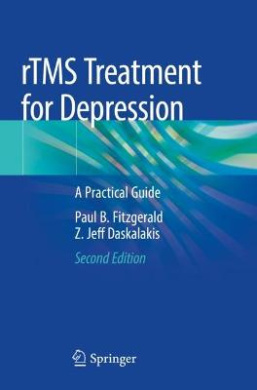 rTMS Treatment
for Depression
A Practical Guide
Paul B. Fitzgerald
Z. Jeff Daskalakis
Second Edition
Springer